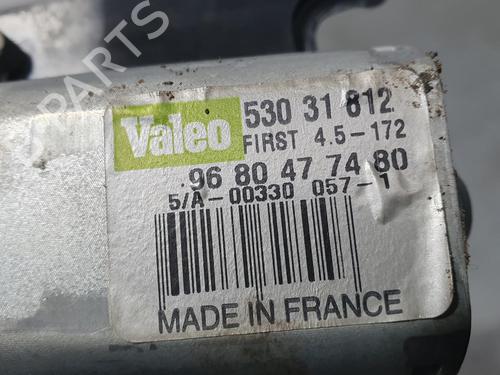 Valeo
530 31 812
FIRST 4.5-172
96 80 47 74 80
5/A-00330 057-1
MADE IN FRANCE
PARTS